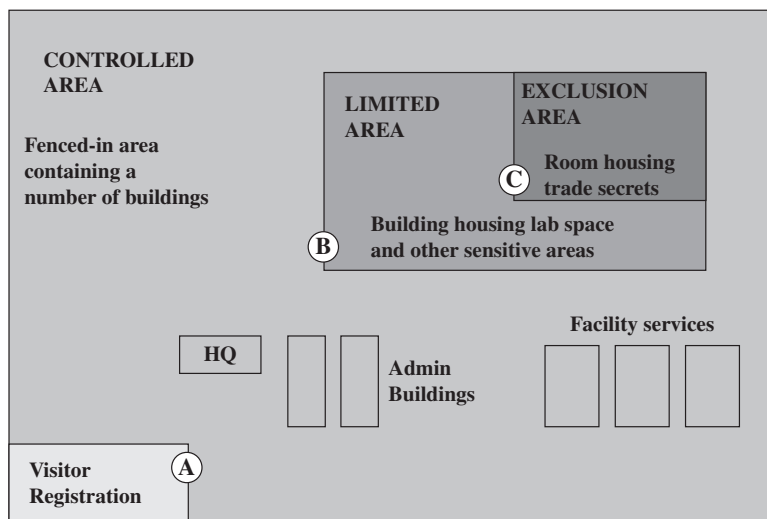 CONTROLLED
AREA
Fenced-in area
containing a
number of buildings
LIMITED
AREA
EXCLUSION
AREA
Room housing
trade secrets
C
Building housing lab space
and other sensitive areas
B
HQ
Admin
Buildings
Facility services
Visitor
Registration
A